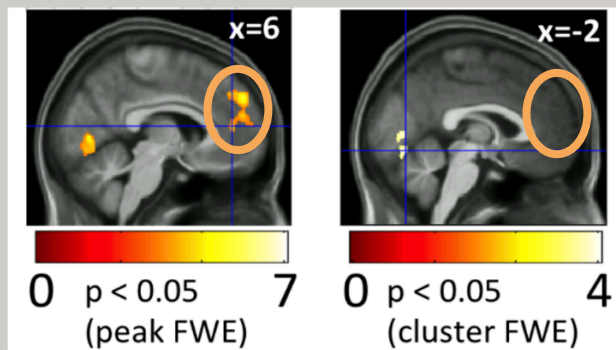 x=6
x=-2
0 p < 0.05 7
(peak FWE)
0 p < 0.05 4
(cluster FWE)